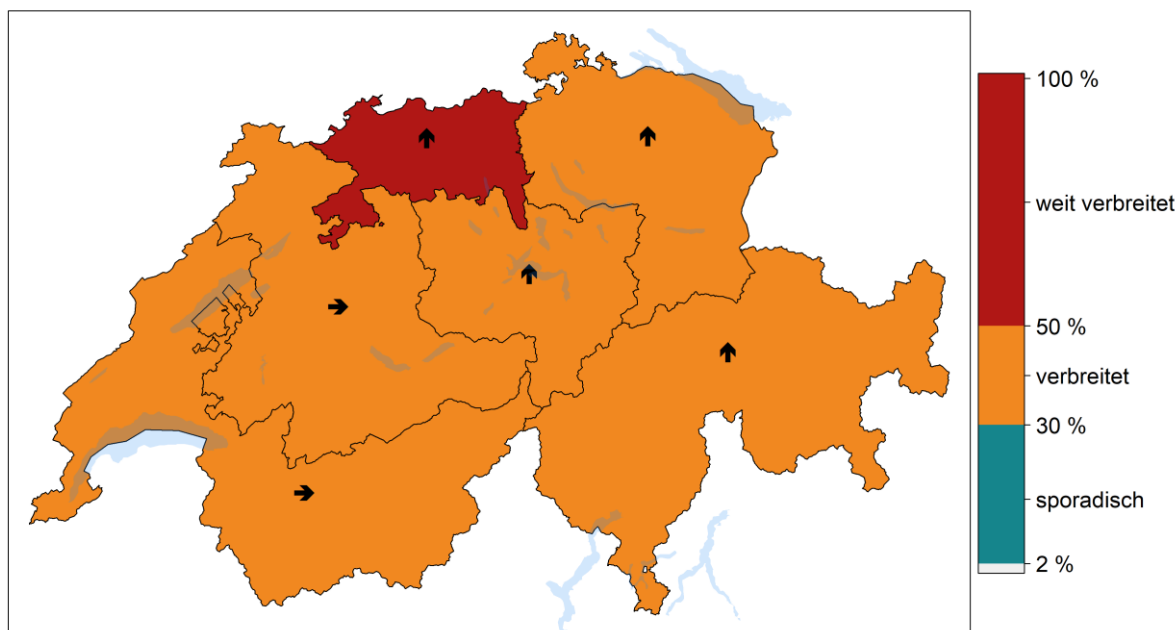 100 %
weit verbreitet
50 %
verbreitet
30 %
sporadisch
2 %